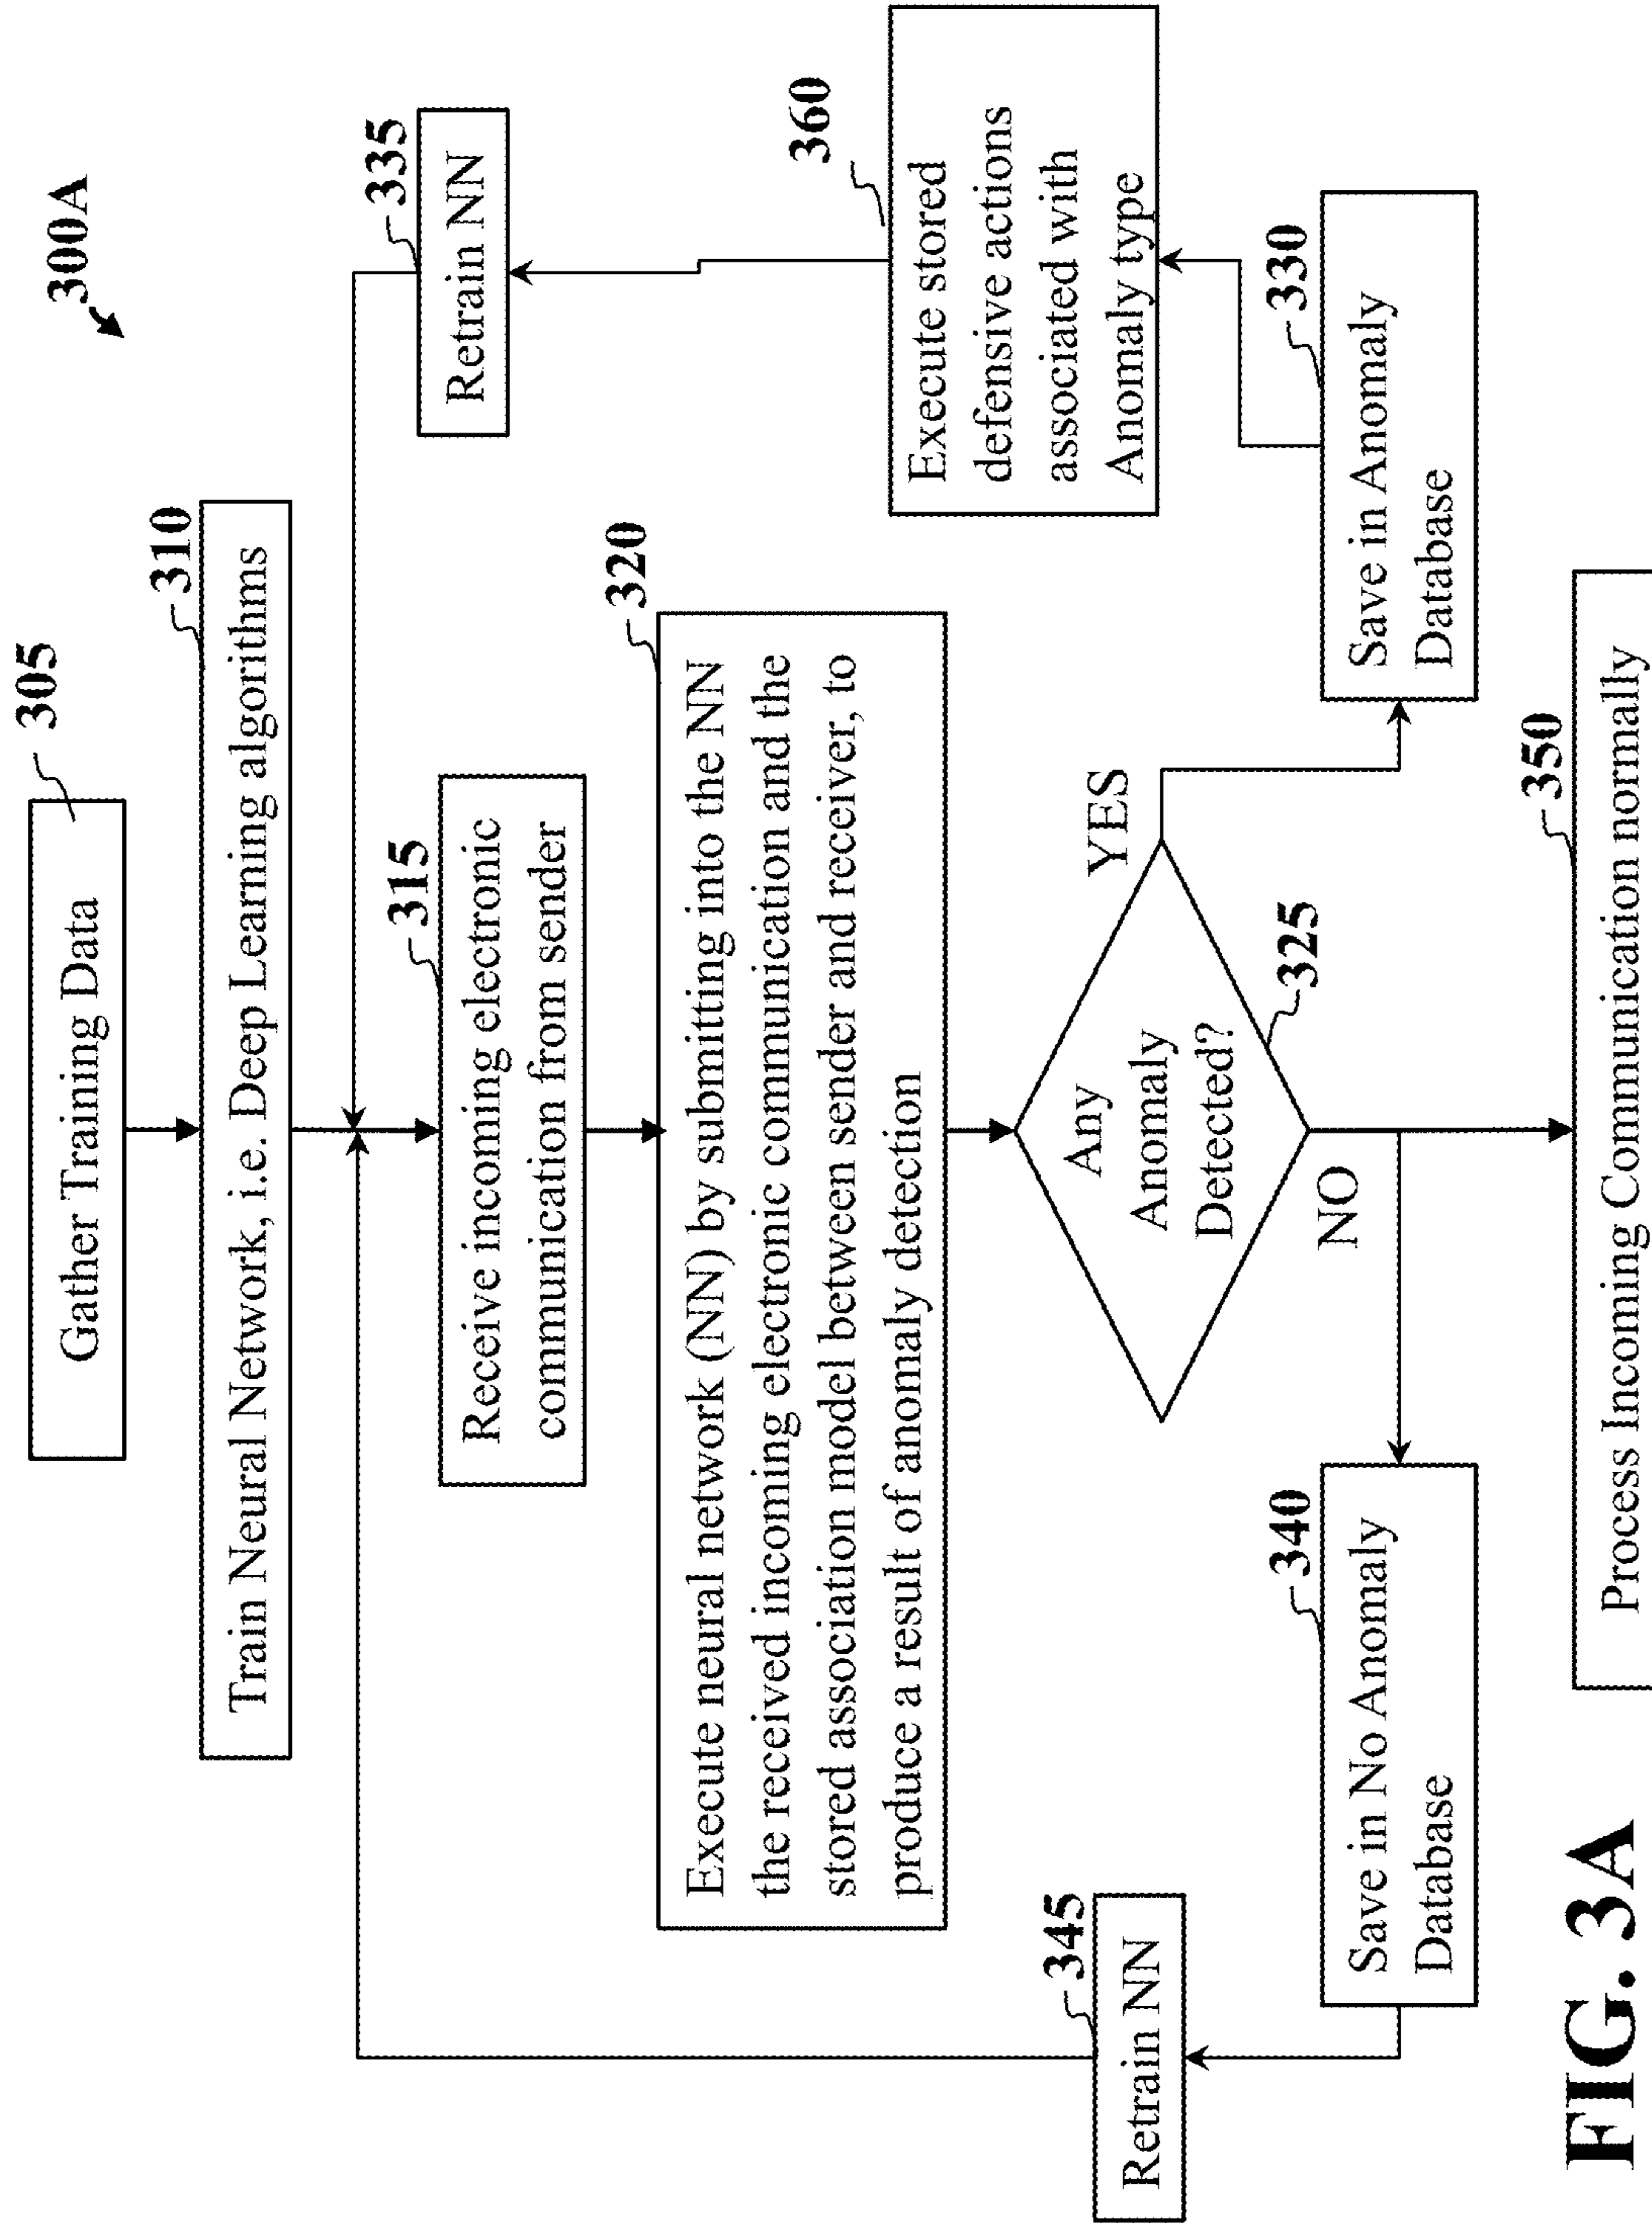 300A
305
Gather Training Data
310
Train Neural Network, i.e. Deep Learning algorithms
335
Retrain NN
315
Receive incoming electronic
communication from sender
320
Execute neural network (NN) by submitting into the NN
the received incoming electronic communication and the
stored association model between sender and receiver, to
produce a result of anomaly detection
360
Execute stored
defensive actions
associated with
Anomaly type
345
Retrain NN
Any
Anomaly
Detected?
YES
325
NO
330
Save in Anomaly
Database
340
Save in No Anomaly
Database
350
Process Incoming Communication normally
FIG. 3A